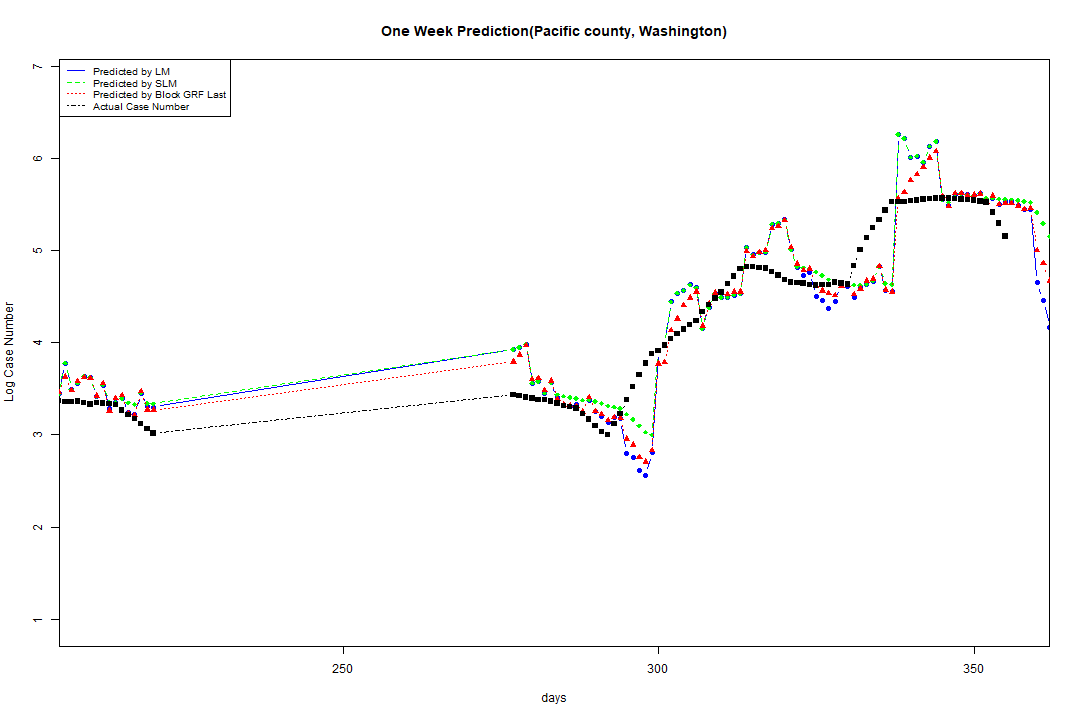 One Week Prediction(Pacific county, Washington)
Predicted by LM
Predicted by SLM
Predicted by Block GRF Last
Actual Case Number
7
6
5
4
3
2
1
Log Case Number
250
300
350
days